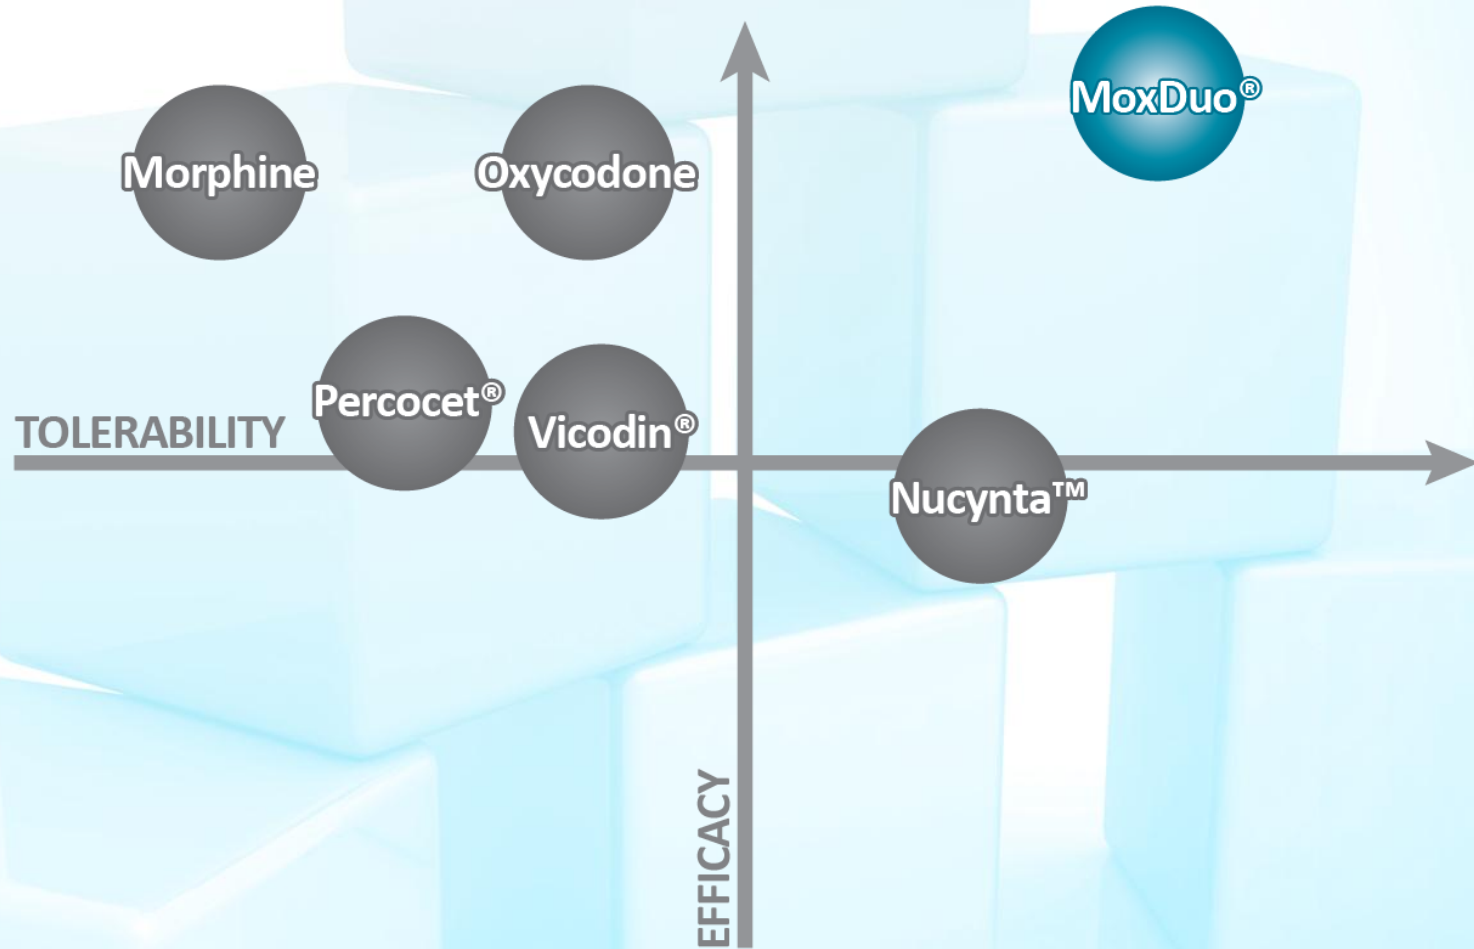 MoxDuo®
Morphine
Oxycodone
Percocet®
TOLERABILITY
Vicodin®
Nucynta™
EFFICACY